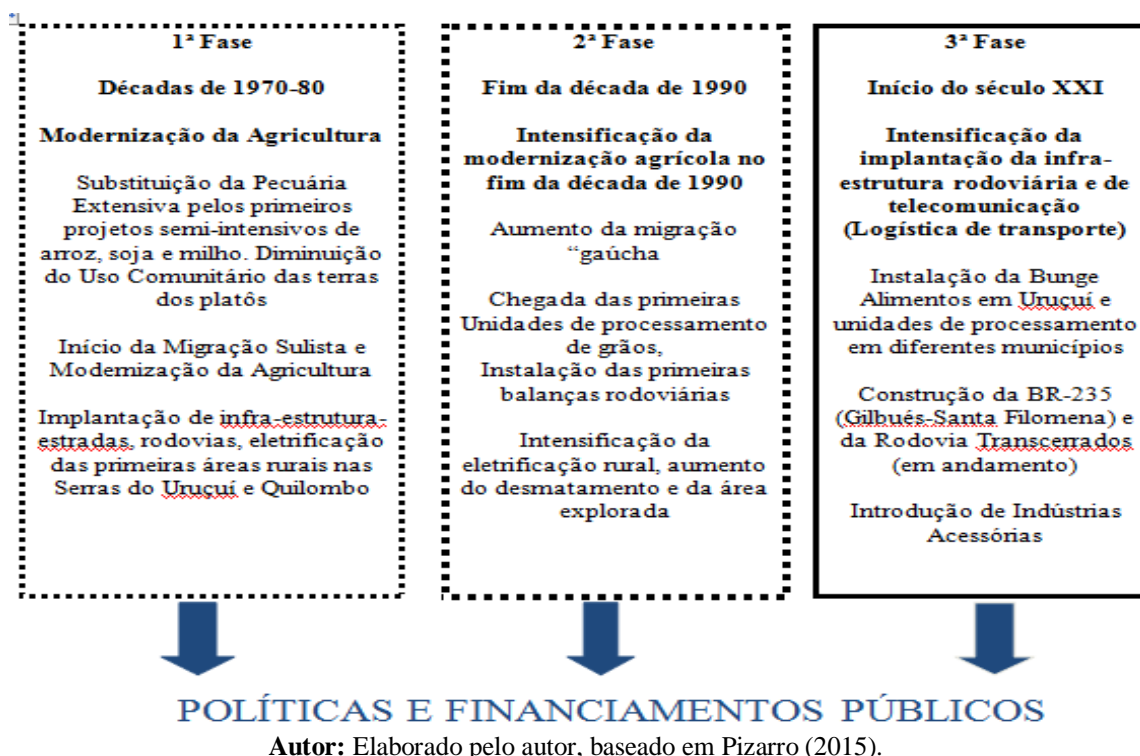 1ª Fase
Décadas de 1970-80
Modernização da Agricultura
Substituição da Pecuária
Extensiva pelos primeiros
projetos semi-intensivos de
arroz, soja e milho. Diminuição
do Uso Comunitário das terras
dos platôs
Início da Migração Sulista e
Modernização da Agricultura
Implantação de infra-estrutura-
estradas, rodovias, eletrificação
das primeiras áreas rurais nas
Serras do Uruçuí e Quilombo
2ª Fase
Fim da década de 1990
Intensificação da
modernização agrícola no
fim da década de 1990
Aumento da migração
“gaúcha
Chegada das primeiras
Unidades de processamento
de grãos,
Instalação das primeiras
balanças rodoviárias
Intensificação da
eletrificação rural, aumento
do desmatamento e da área
explorada
3ª Fase
Início do século XXI
Intensificação da
implantação da infra-
estrutura rodoviária e de
telecomunicação
(Logística de transporte)
Instalação da Bunge
Alimentos em Uruçuí e
unidades de processamento
em diferentes municípios
Construção da BR-235
(Gilbués-Santa Filomena) e
da Rodovia Transcerrados
(em andamento)
Introdução de Indústrias
Acessórias
POLÍTICAS E FINANCIAMENTOS PÚBLICOS
Autor: Elaborado pelo autor, baseado em Pizarro (2015).